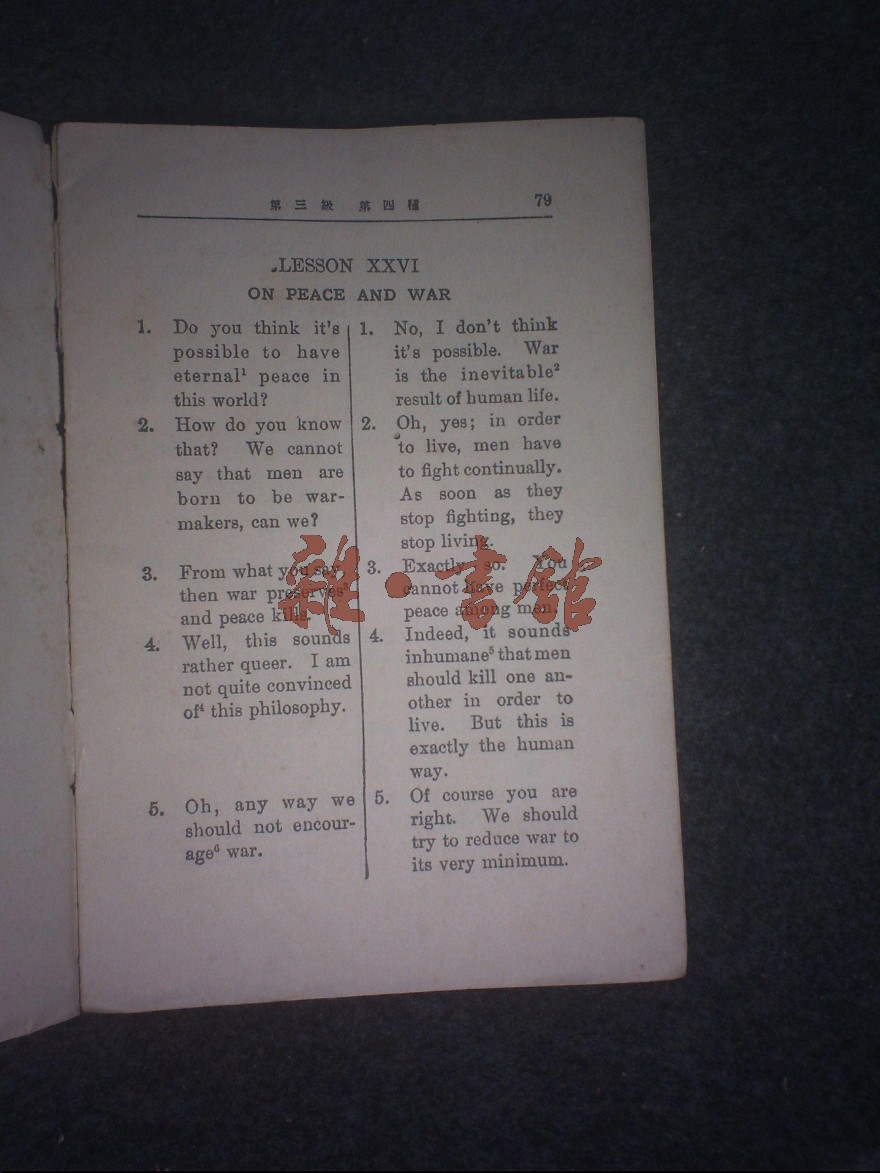 第三級 第四種 79
LESSON XXVI
ON PEACE AND WAR
1. Do you think it's
possible to have
eternal¹ peace in
this world?
2. How do you know
that? We cannot
say that men are
born to be war-
makers, can we?
3. From what you say,
then war preserves³
and peace kills.
4. Well, this sounds
rather queer. I am
not quite convinced
of⁴ this philosophy.
5. Oh, any way we
should not encour-
age⁶ war.
1. No, I don't think
it's possible. War
is the inevitable²
result of human life.
2. Oh, yes; in order
to live, men have
to fight continually.
As soon as they
stop fighting, they
stop living.
3. Exactly so. You
cannot have perfect
peace among men.
4. Indeed, it sounds
inhumane⁵ that men
should kill one an-
other in order to
live. But this is
exactly the human
way.
5. Of course you are
right. We should
try to reduce war to
its very minimum.
雜·書館